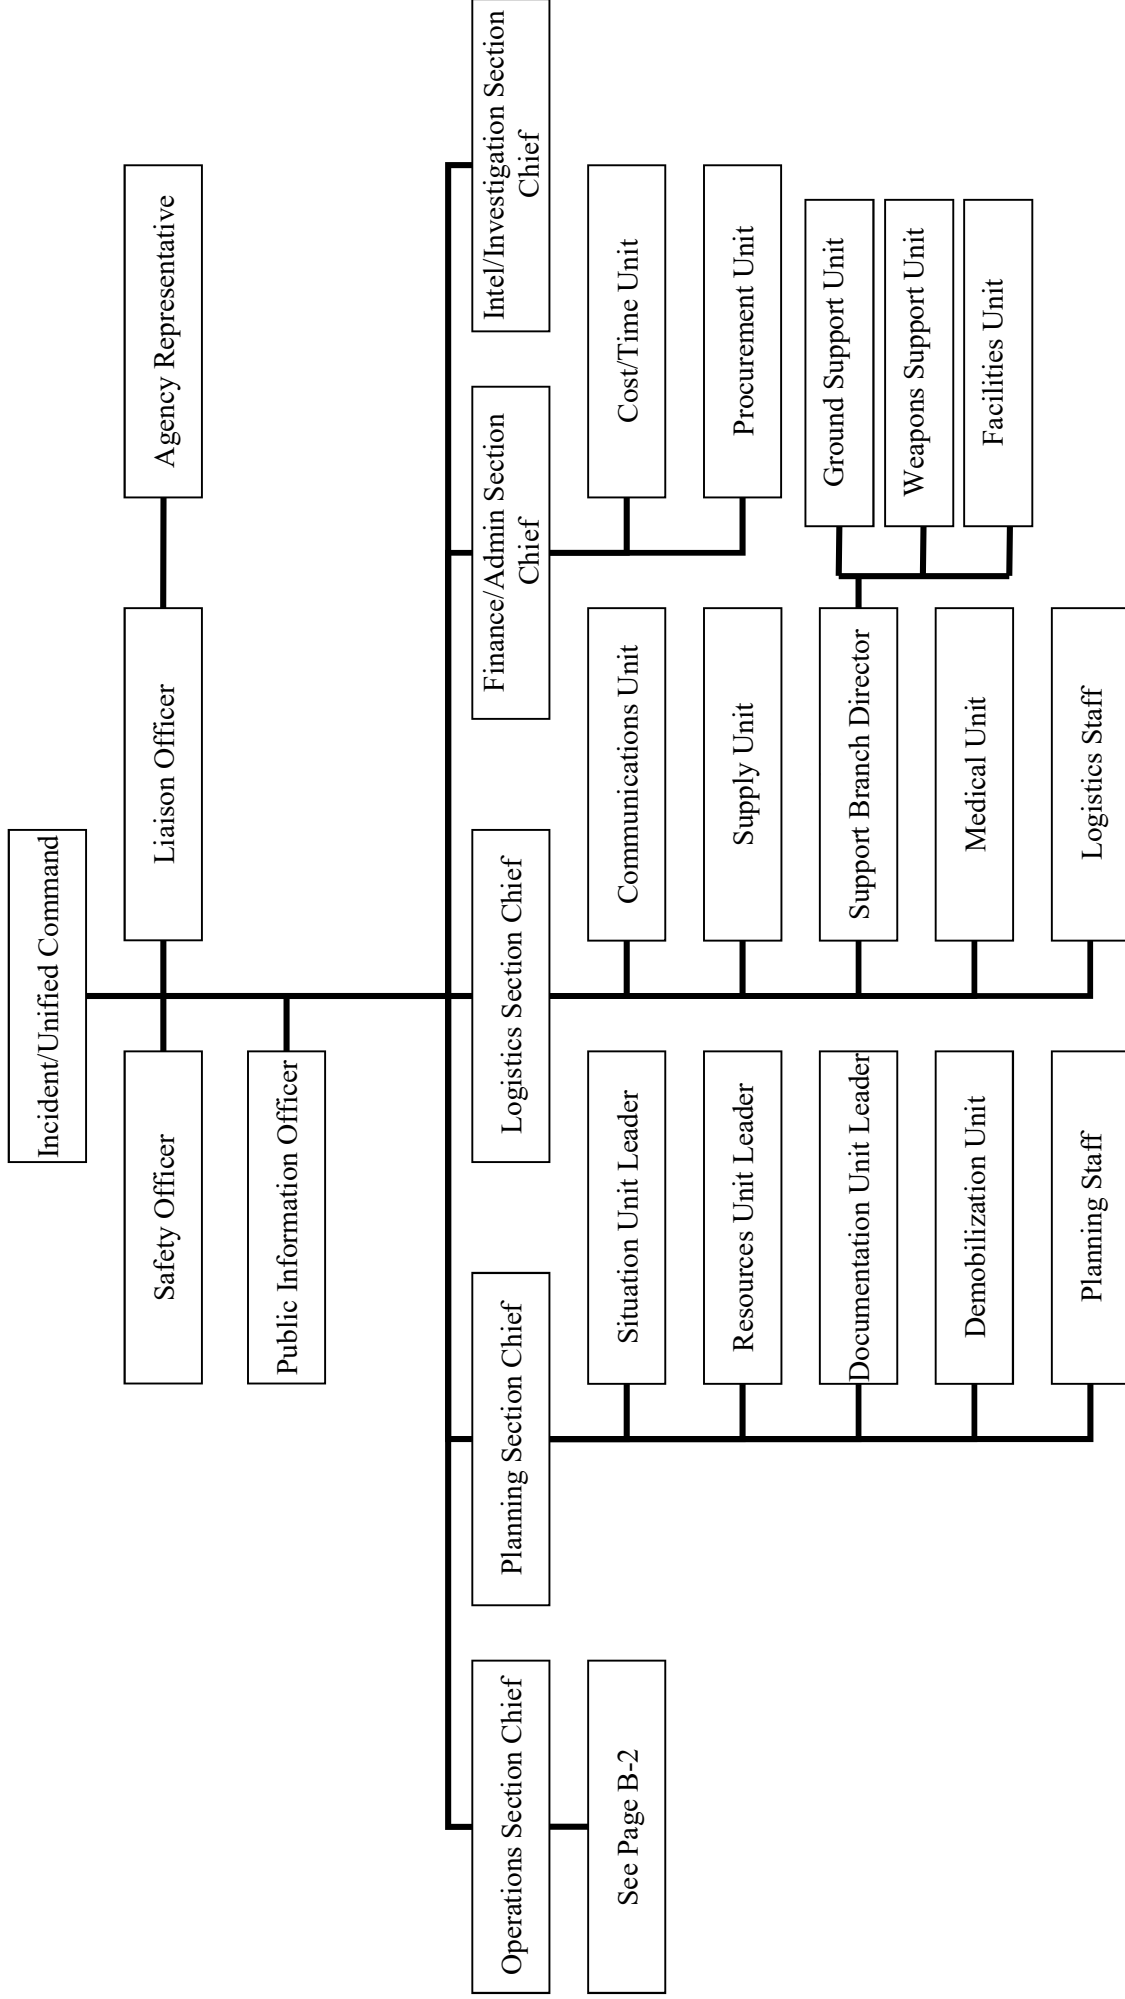 Incident/Unified Command
Safety Officer
Liaison Officer
Agency Representative
Public Information Officer
Operations Section Chief
Planning Section Chief
Logistics Section Chief
Finance/Admin Section
Chief
Intel/Investigation Section
Chief
See Page B-2
Situation Unit Leader
Communications Unit
Cost/Time Unit
Resources Unit Leader
Supply Unit
Procurement Unit
Documentation Unit Leader
Support Branch Director
Ground Support Unit
Weapons Support Unit
Facilities Unit
Demobilization Unit
Medical Unit
Planning Staff
Logistics Staff